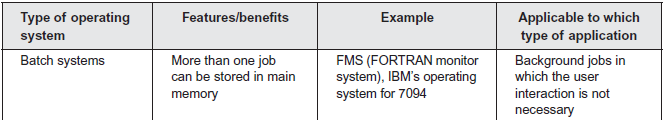 Type of operating system
Features/benefits
Example
Applicable to which type of application
Batch systems
More than one job
can be stored in main
memory
FMS (FORTRAN monitor
system), IBM's operating
system for 7094
Background jobs in
which the user
interaction is not
necessary